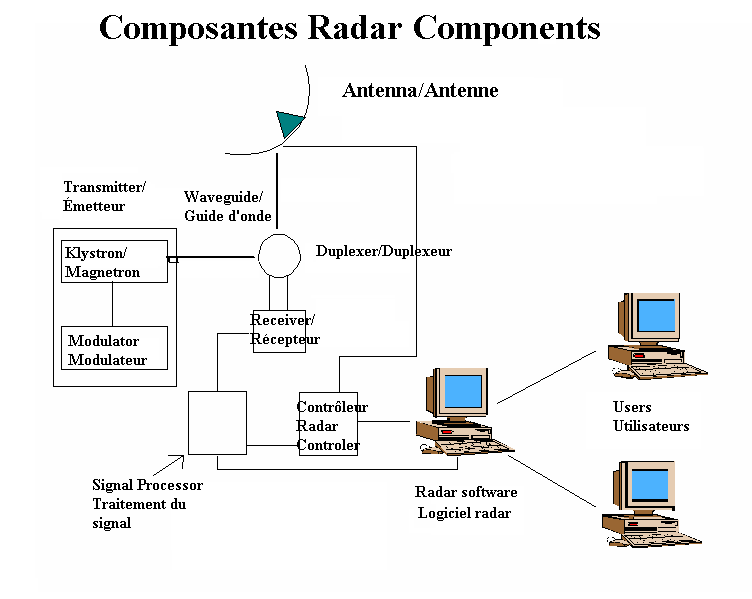 Composantes Radar Components
Antenna/Antenne
Transmitter/
Émetteur
Waveguide/
Guide d'onde
Klystron/
Magnetron
Duplexer/Duplexeur
Receiver/
Récepteur
Modulator
Modulateur
Contrôleur
Radar
Controler
Users
Utilisateurs
Signal Processor
Traitement du
signal
Radar software
Logiciel radar